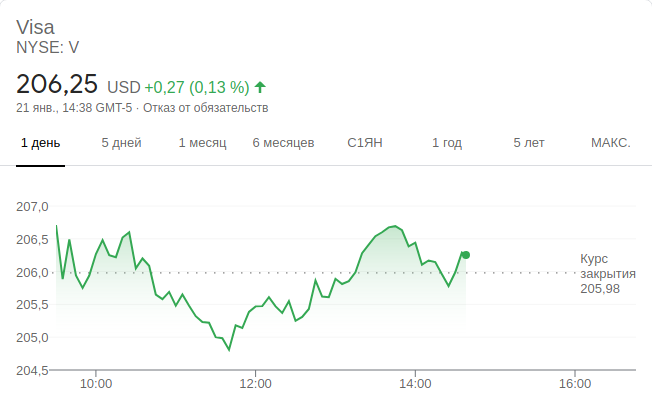 Visa
NYSE: V
206,25 USD +0,27 (0,13 %)
21 янв., 14:38 GMT-5 · Отказ от обязательств
1 день 5 дней 1 месяц 6 месяцев С1ЯН 1 год 5 лет МАКС.
207,0
206,5
206,0
205,5
205,0
204,5
Курс
закрытия
205,98
10:00 12:00 14:00 16:00